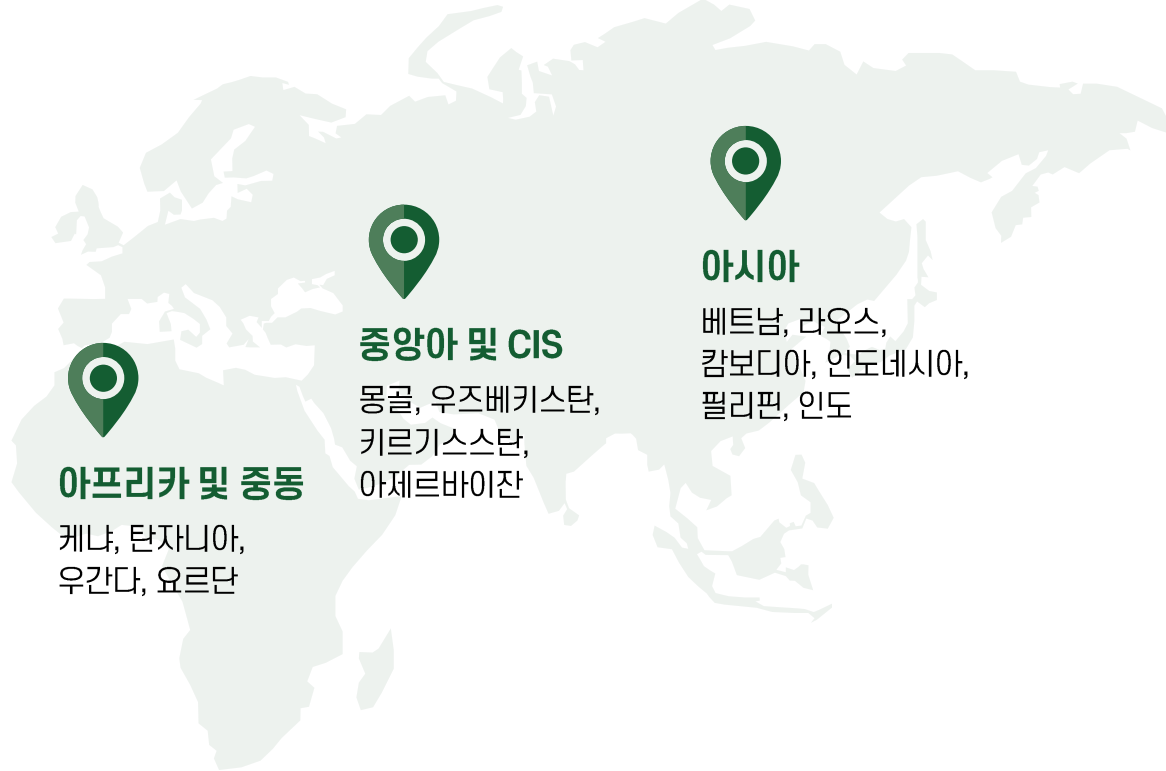 아시아
베트남, 라오스,
캄보디아, 인도네시아,
필리핀, 인도
중앙아 및 CIS
몽골, 우즈베키스탄,
키르기스스탄,
아제르바이잔
아프리카 및 중동
케냐, 탄자니아,
우간다, 요르단